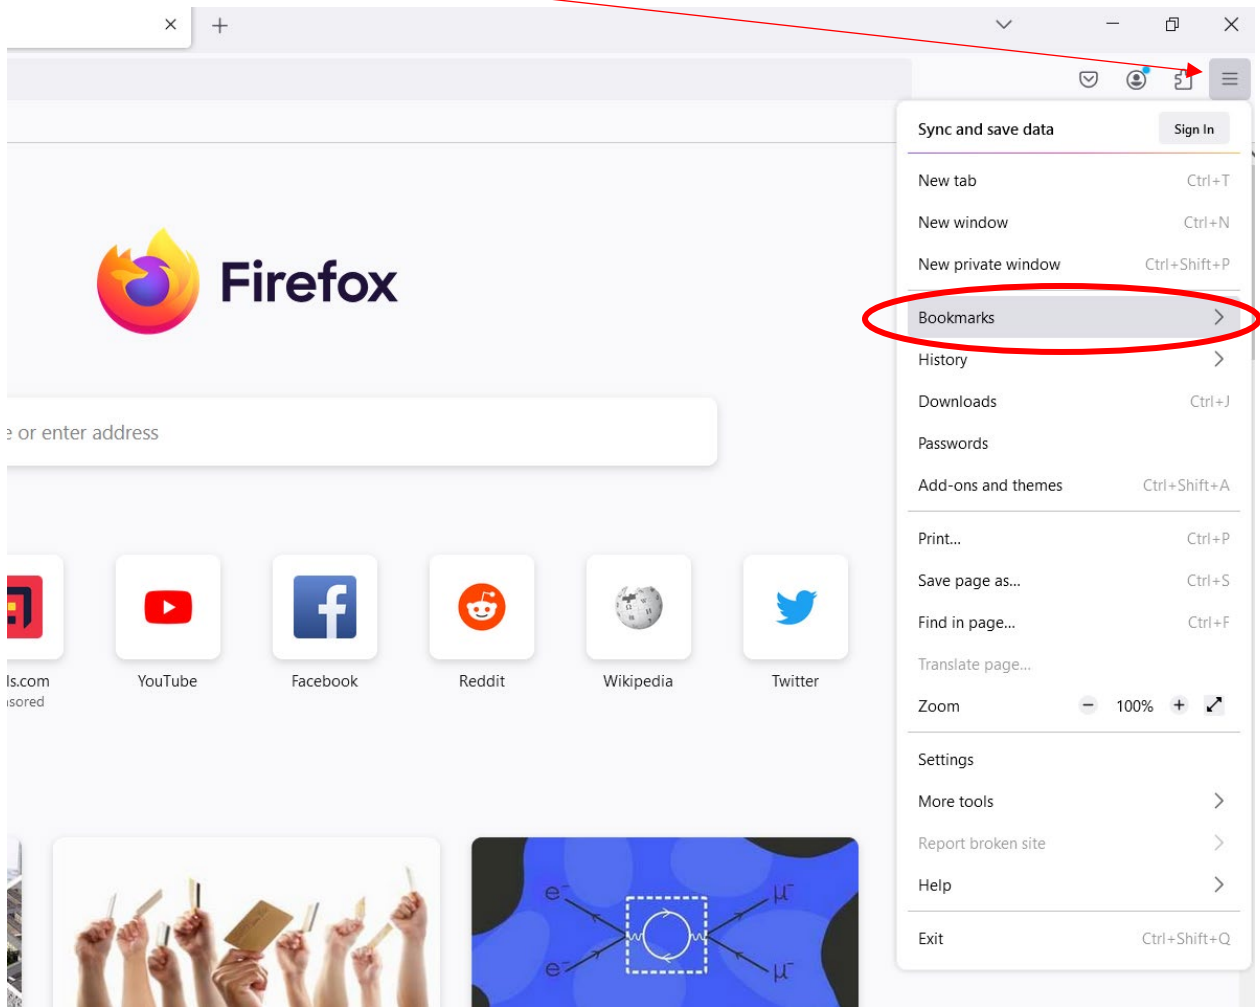 Sync and save data Sign In
New tab Ctrl+T
New window Ctrl+N
New private window Ctrl+Shift+P
Firefox
Bookmarks
History
Downloads Ctrl+J
or enter address
Passwords
Add-ons and themes Ctrl+Shift+A
Print... Ctrl+P
Save page as... Ctrl+S
Find in page... Ctrl+F
Translate page...
ls.com YouTube Facebook Reddit Wikipedia Twitter
sored
Zoom 100%
Settings
More tools
Report broken site
Help
e⁻ μ⁻
e⁻ μ⁻
Exit Ctrl+Shift+Q